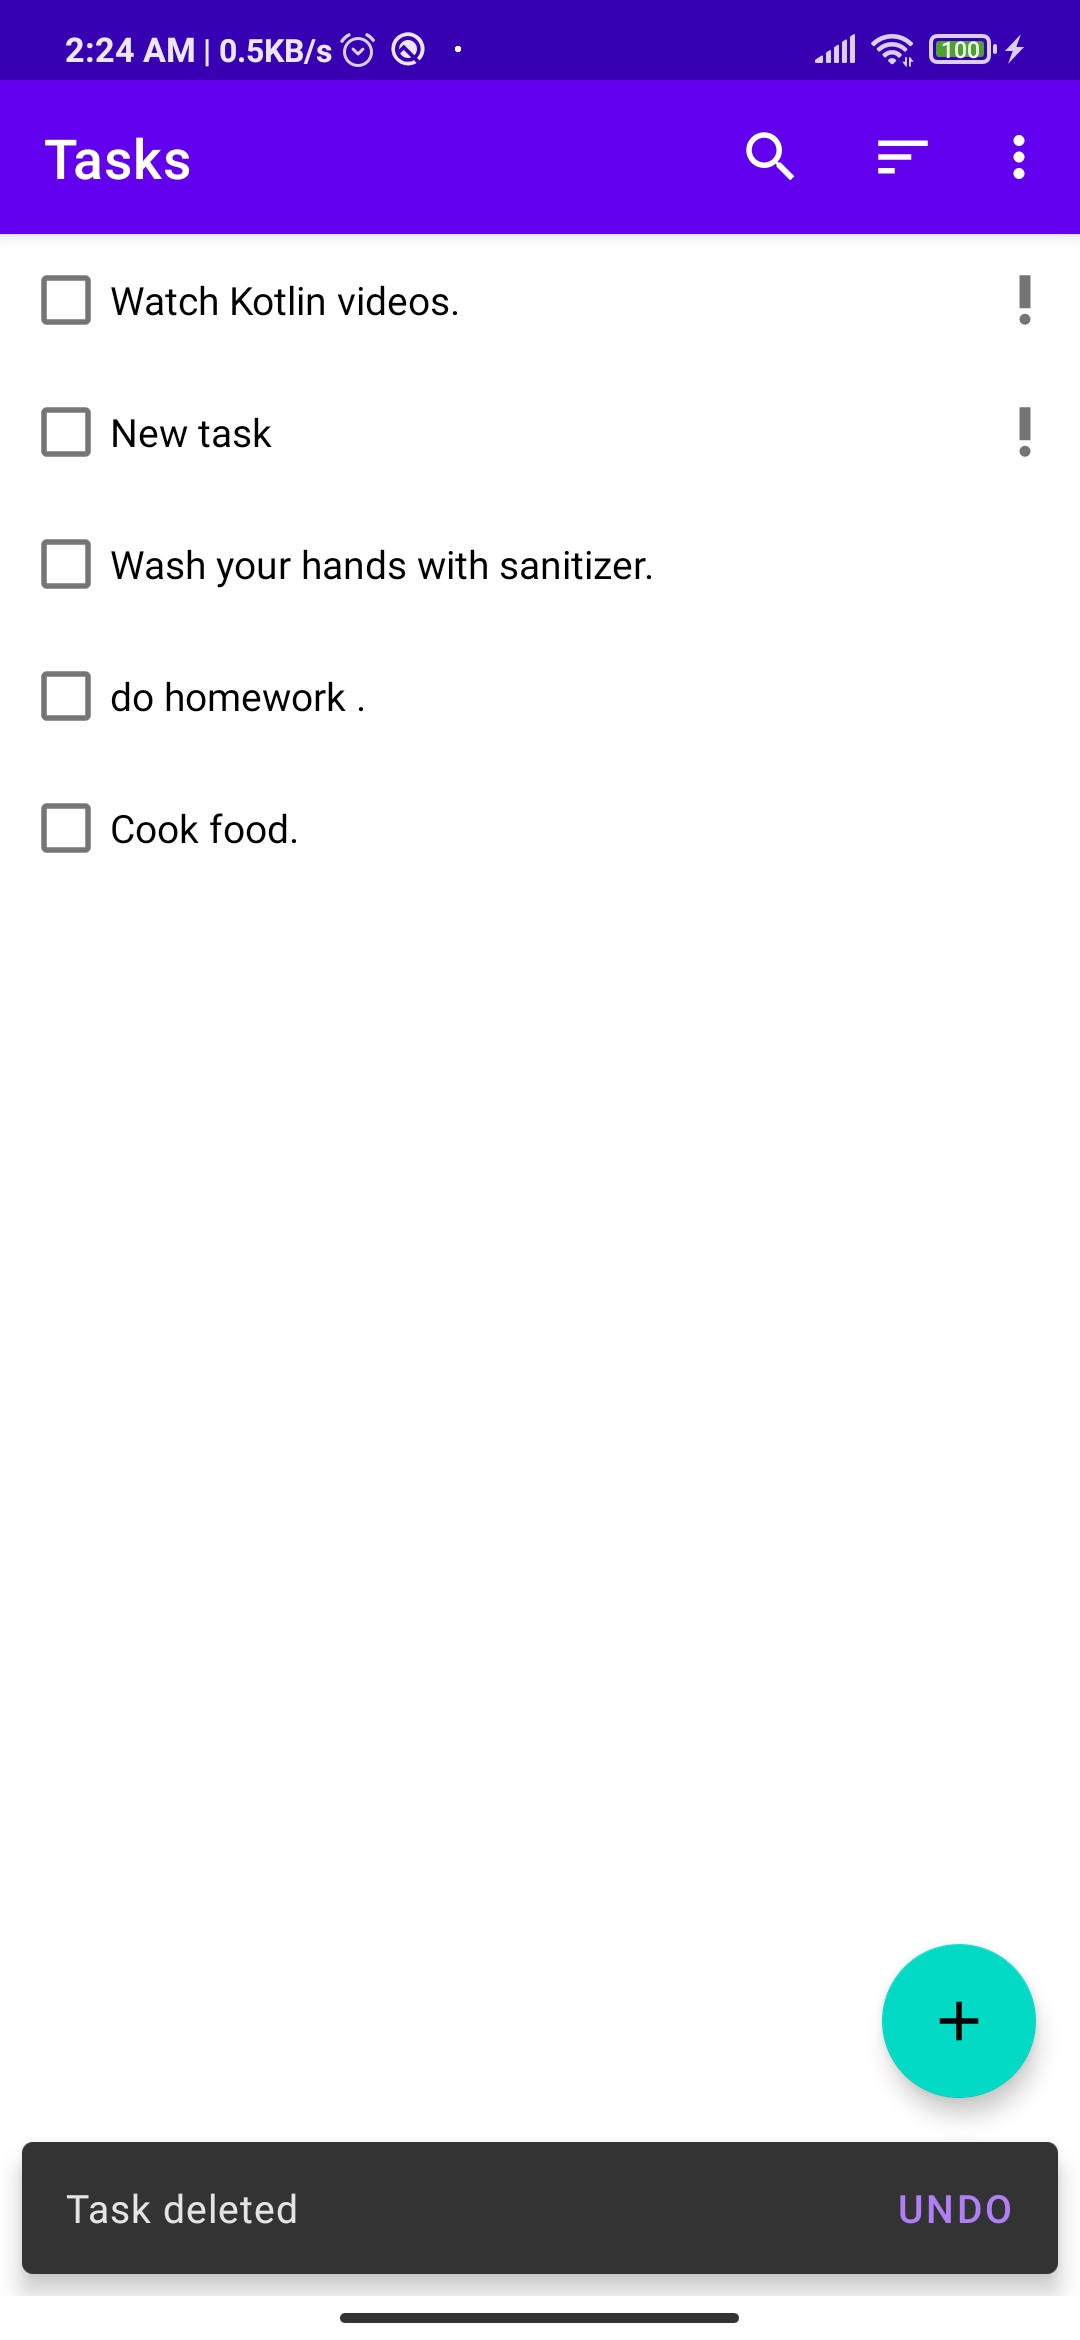 2:24 AM | 0.5KB/s 100
Tasks
Watch Kotlin videos.
New task
Wash your hands with sanitizer.
do homework .
Cook food.
Task deleted UNDO